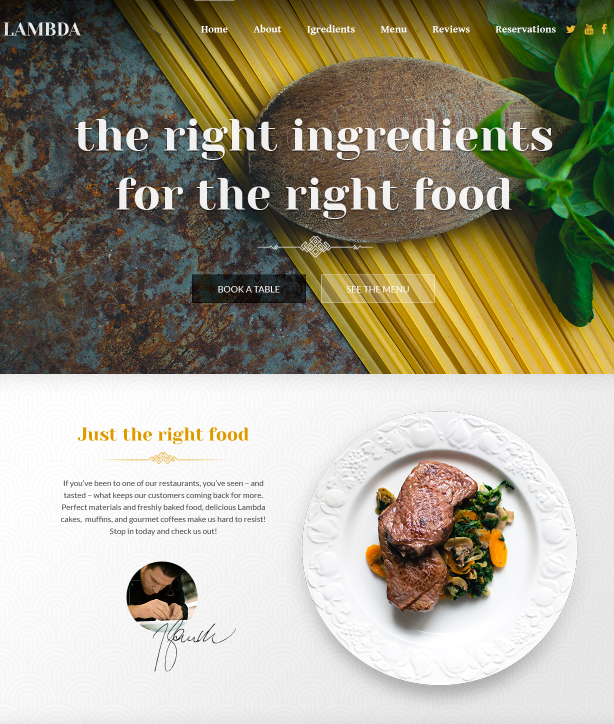 LAMBDA Home About Igredients Menu Reviews Reservations
the right ingredients
for the right food
BOOK A TABLE SEE THE MENU
Just the right food
If you've been to one of our restaurants, you've seen – and
tasted – what keeps our customers coming back for more.
Perfect materials and freshly baked food, delicious Lambda
cakes, muffins, and gourmet coffees make us hard to resist!
Stop in today and check us out!